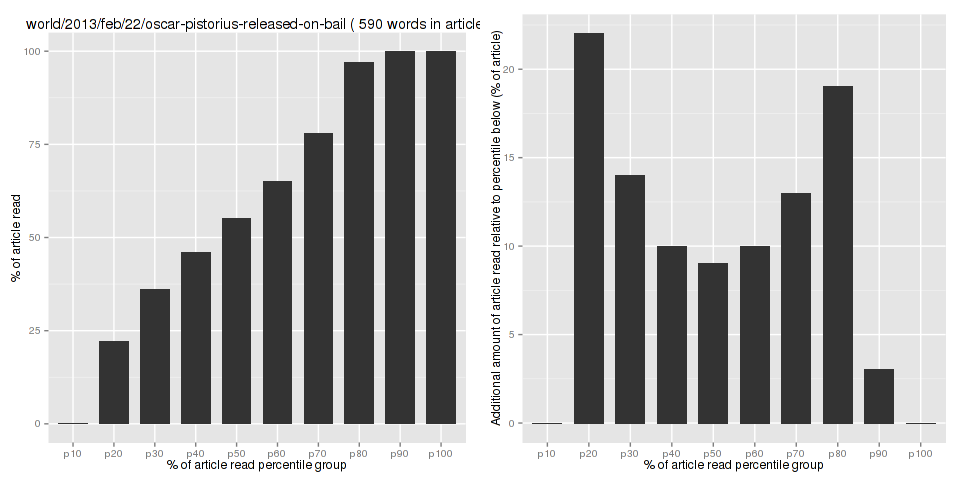 world/2013/feb/22/oscar-pistorius-released-on-bail ( 590 words in article
100
75
50
25
0
% of article read
p10 p20 p30 p40 p50 p60 p70 p80 p90 p100
% of article read percentile group
20
15
10
5
0
Additional amount of article read relative to percentile below (% of article)
p10 p20 p30 p40 p50 p60 p70 p80 p90 p100
% of article read percentile group